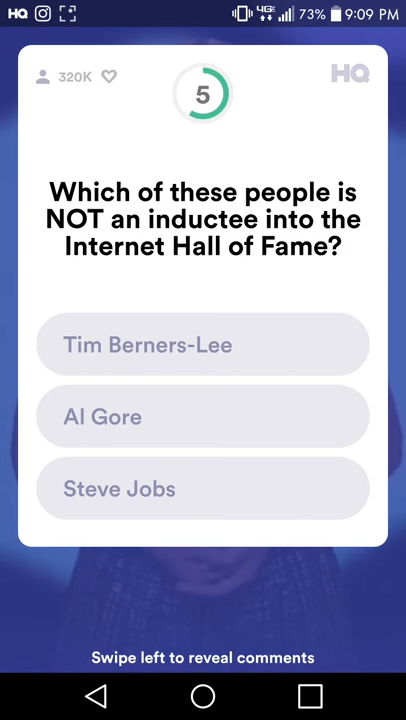 HQ 4GE 73% 9:09 PM
320K
5
HQ
Which of these people is
NOT an inductee into the
Internet Hall of Fame?
Tim Berners-Lee
Al Gore
Steve Jobs
Swipe left to reveal comments